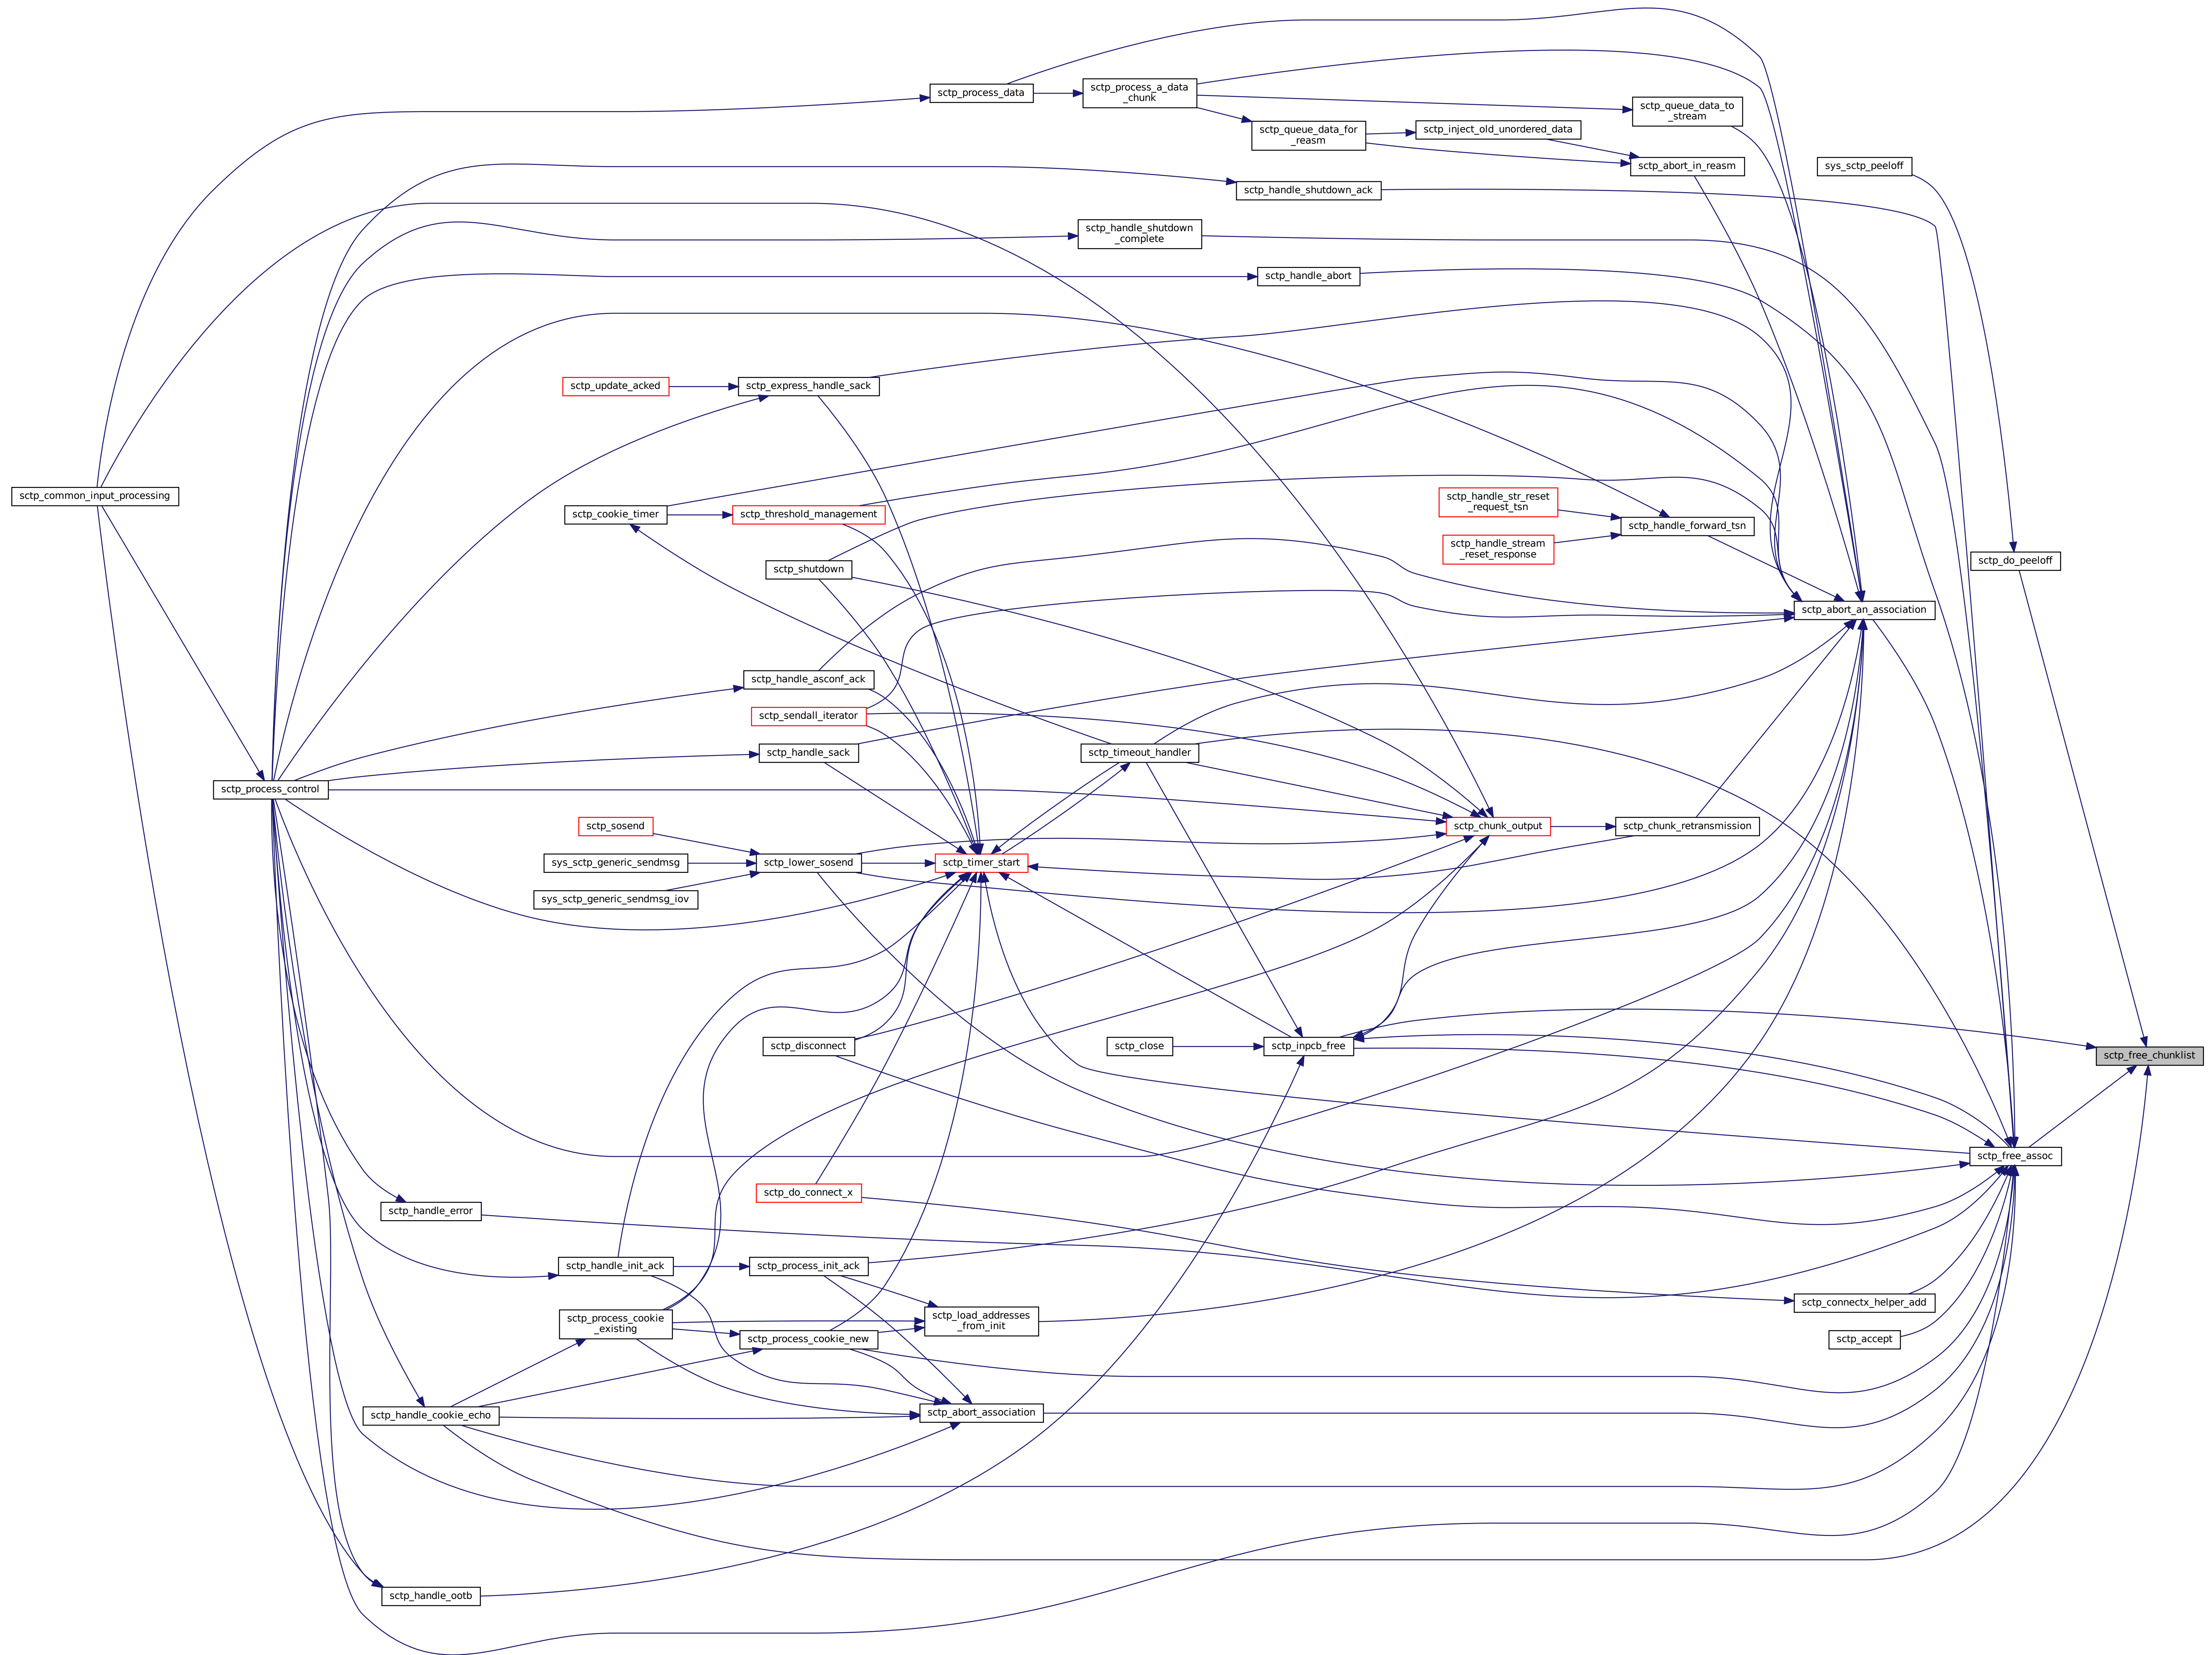 sctp_process_data
sctp_process_a_data
_chunk
sctp_queue_data_to
_stream
sctp_queue_data_for
_reasm
sctp_inject_old_unordered_data
sctp_abort_in_reasm
sys_sctp_peeloff
sctp_handle_shutdown_ack
sctp_handle_shutdown
_complete
sctp_handle_abort
sctp_update_acked
sctp_express_handle_sack
sctp_common_input_processing
sctp_cookie_timer
sctp_threshold_management
sctp_handle_str_reset
_request_tsn
sctp_handle_forward_tsn
sctp_handle_stream
_reset_response
sctp_do_peeloff
sctp_shutdown
sctp_abort_an_association
sctp_handle_asconf_ack
sctp_sendall_iterator
sctp_handle_sack
sctp_timeout_handler
sctp_process_control
sctp_sosend
sctp_chunk_output
sctp_chunk_retransmission
sys_sctp_generic_sendmsg
sctp_lower_sosend
sctp_timer_start
sys_sctp_generic_sendmsg_iov
sctp_disconnect
sctp_close
sctp_inpcb_free
sctp_free_chunklist
sctp_free_assoc
sctp_do_connect_x
sctp_handle_error
sctp_handle_init_ack
sctp_process_init_ack
sctp_connectx_helper_add
sctp_process_cookie
_existing
sctp_load_addresses
_from_init
sctp_process_cookie_new
sctp_accept
sctp_handle_cookie_echo
sctp_abort_association
sctp_handle_ootb